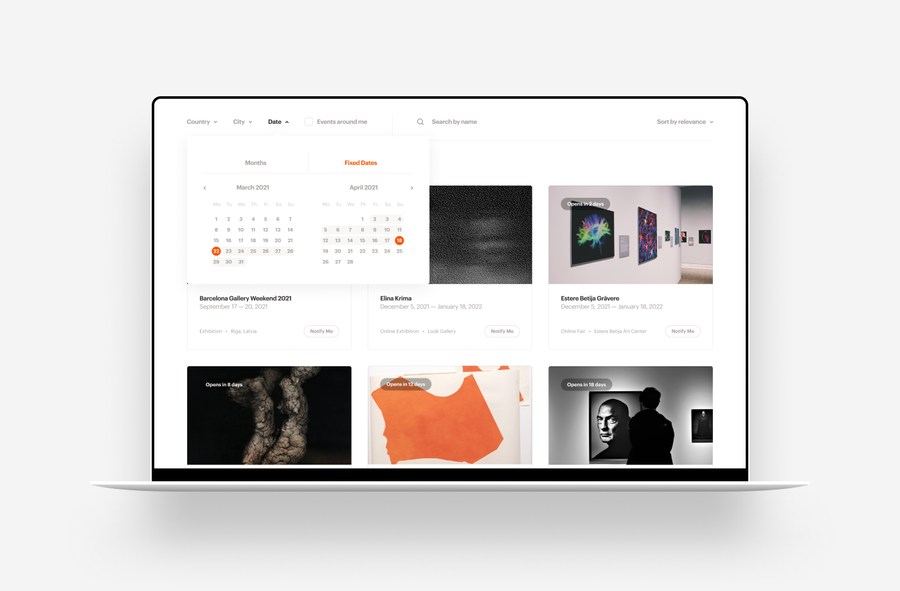 Country City Date Events around me Search by name Sort by relevance
Months Fixed Dates
March 2021 April 2021
Mo Tu We Th Fr Sa Su Mo Tu We Th Fr Sa Su
1 2 3 4 5 6 7 1 2 3 4
8 9 10 11 12 13 14 5 6 7 8 9 10 11
15 16 17 18 19 20 21 12 13 14 15 16 17 18
22 23 24 25 26 27 28 19 20 21 22 23 24 25
29 30 31 26 27 28
Opens in 2 days
Barcelona Gallery Weekend 2021
September 17 — 20, 2021
Exhibition • Riga, Latvia
Notify Me
Elina Krima
December 5, 2021 — January 18, 2022
Online Exhibition • Look! Gallery
Notify Me
Estere Betija Grāvere
December 5, 2021 — January 18, 2022
Online Fair • Estere Betija Art Center
Notify Me
Opens in 8 days
Opens in 12 days
Opens in 18 days